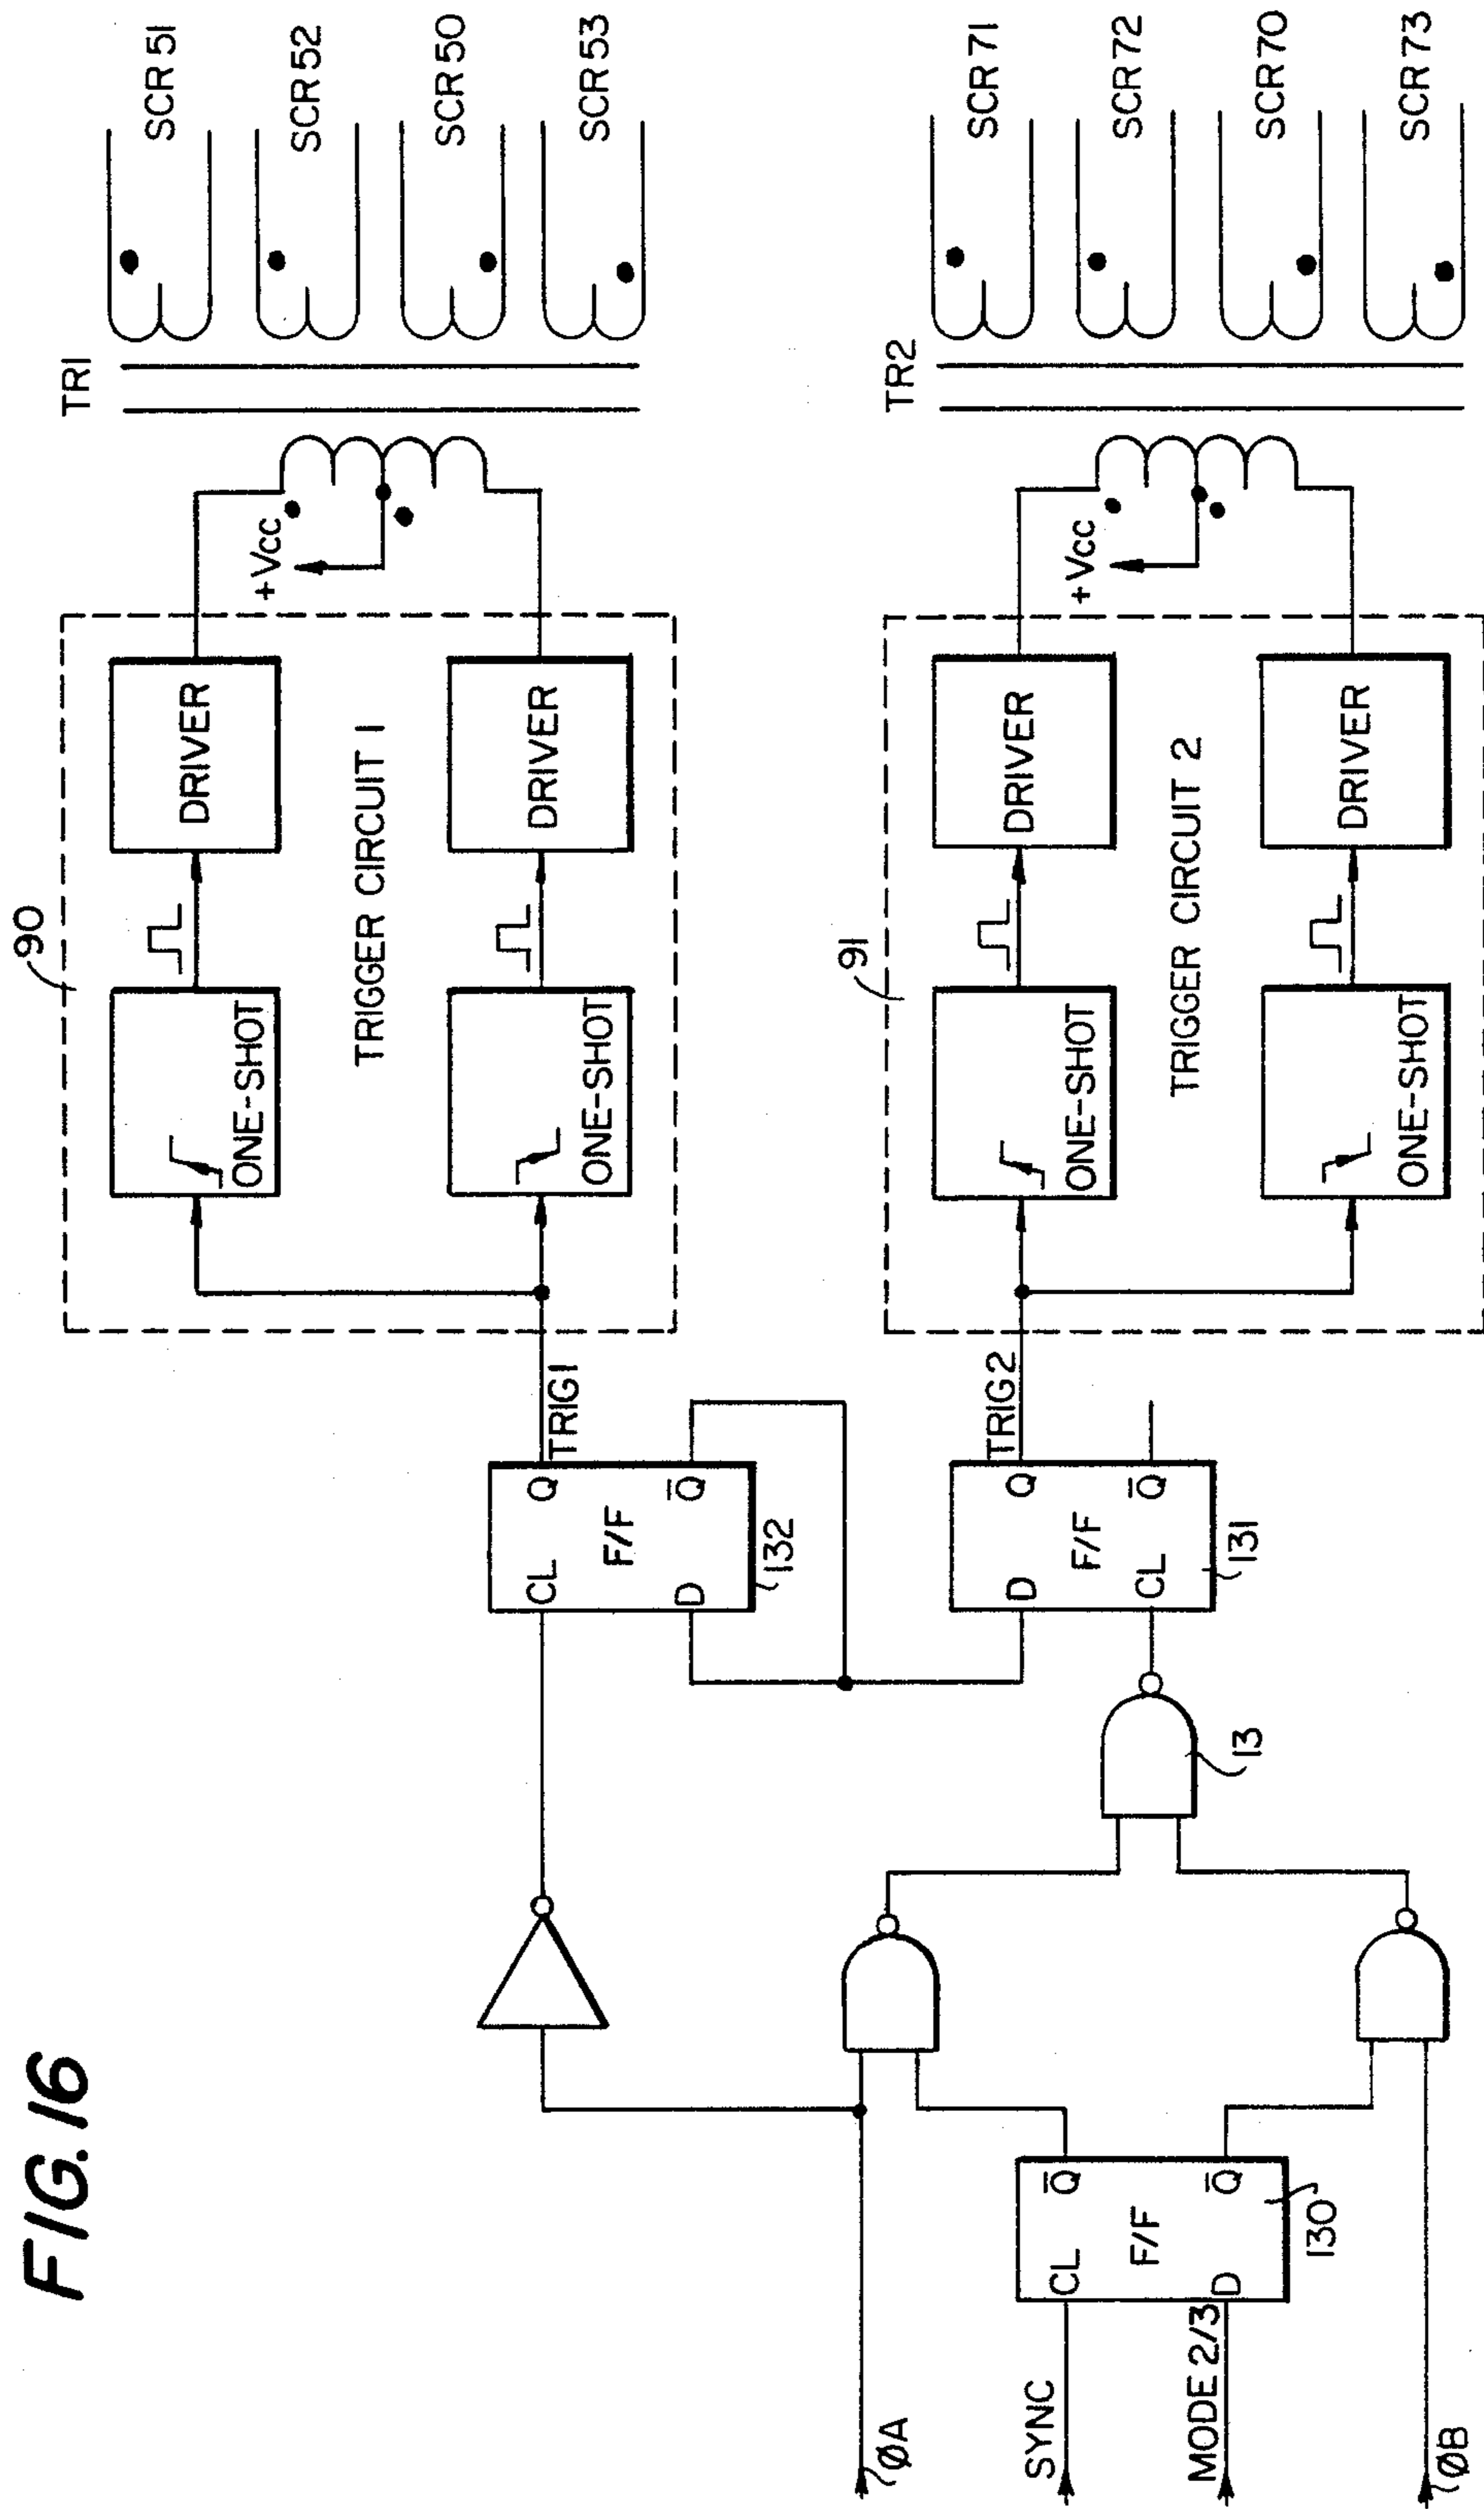 FIG. 16
ØA
SYNC
MODE 2/3
ØB
CL
Q̅
F/F
D
Q̅
130
13
CL
Q
F/F
D
Q̅
132
D
Q
F/F
CL
Q̅
131
TRIG1
TRIG2
90
ONE-SHOT
DRIVER
TRIGGER CIRCUIT 1
ONE-SHOT
DRIVER
91
ONE-SHOT
DRIVER
TRIGGER CIRCUIT 2
ONE-SHOT
DRIVER
+Vcc
TR1
SCR 51
SCR 52
SCR 50
SCR 53
+Vcc
TR2
SCR 71
SCR 72
SCR 70
SCR 73